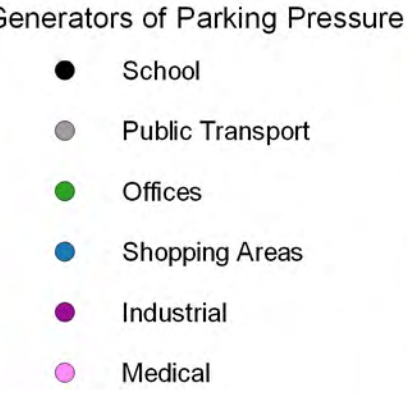 Generators of Parking Pressure
School
Public Transport
Offices
Shopping Areas
Industrial
Medical